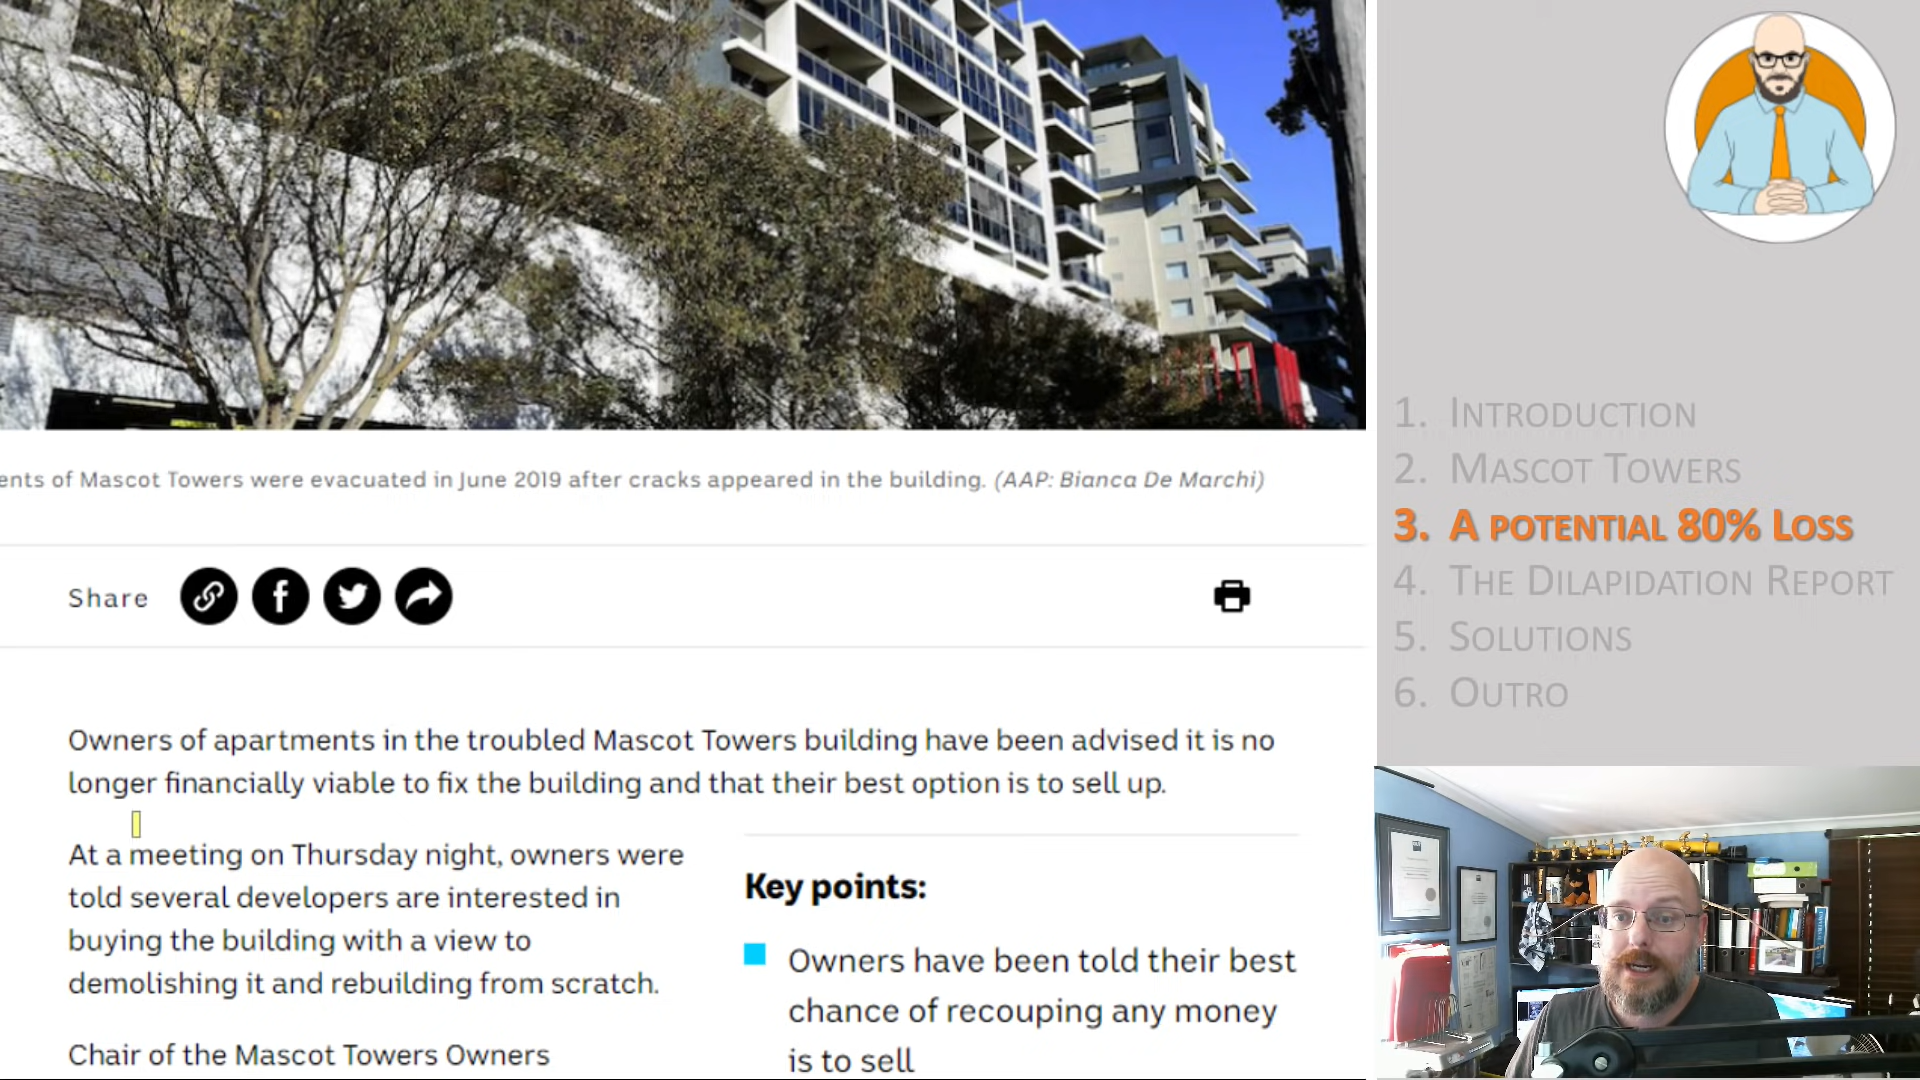 ents of Mascot Towers were evacuated in June 2019 after cracks appeared in the building. (AAP: Bianca De Marchi)
Share
Owners of apartments in the troubled Mascot Towers building have been advised it is no
longer financially viable to fix the building and that their best option is to sell up.
At a meeting on Thursday night, owners were
told several developers are interested in
buying the building with a view to
demolishing it and rebuilding from scratch.
Chair of the Mascot Towers Owners
Key points:
Owners have been told their best
chance of recouping any money
is to sell
1. Introduction
2. Mascot Towers
3. A potential 80% Loss
4. The Dilapidation Report
5. Solutions
6. Outro